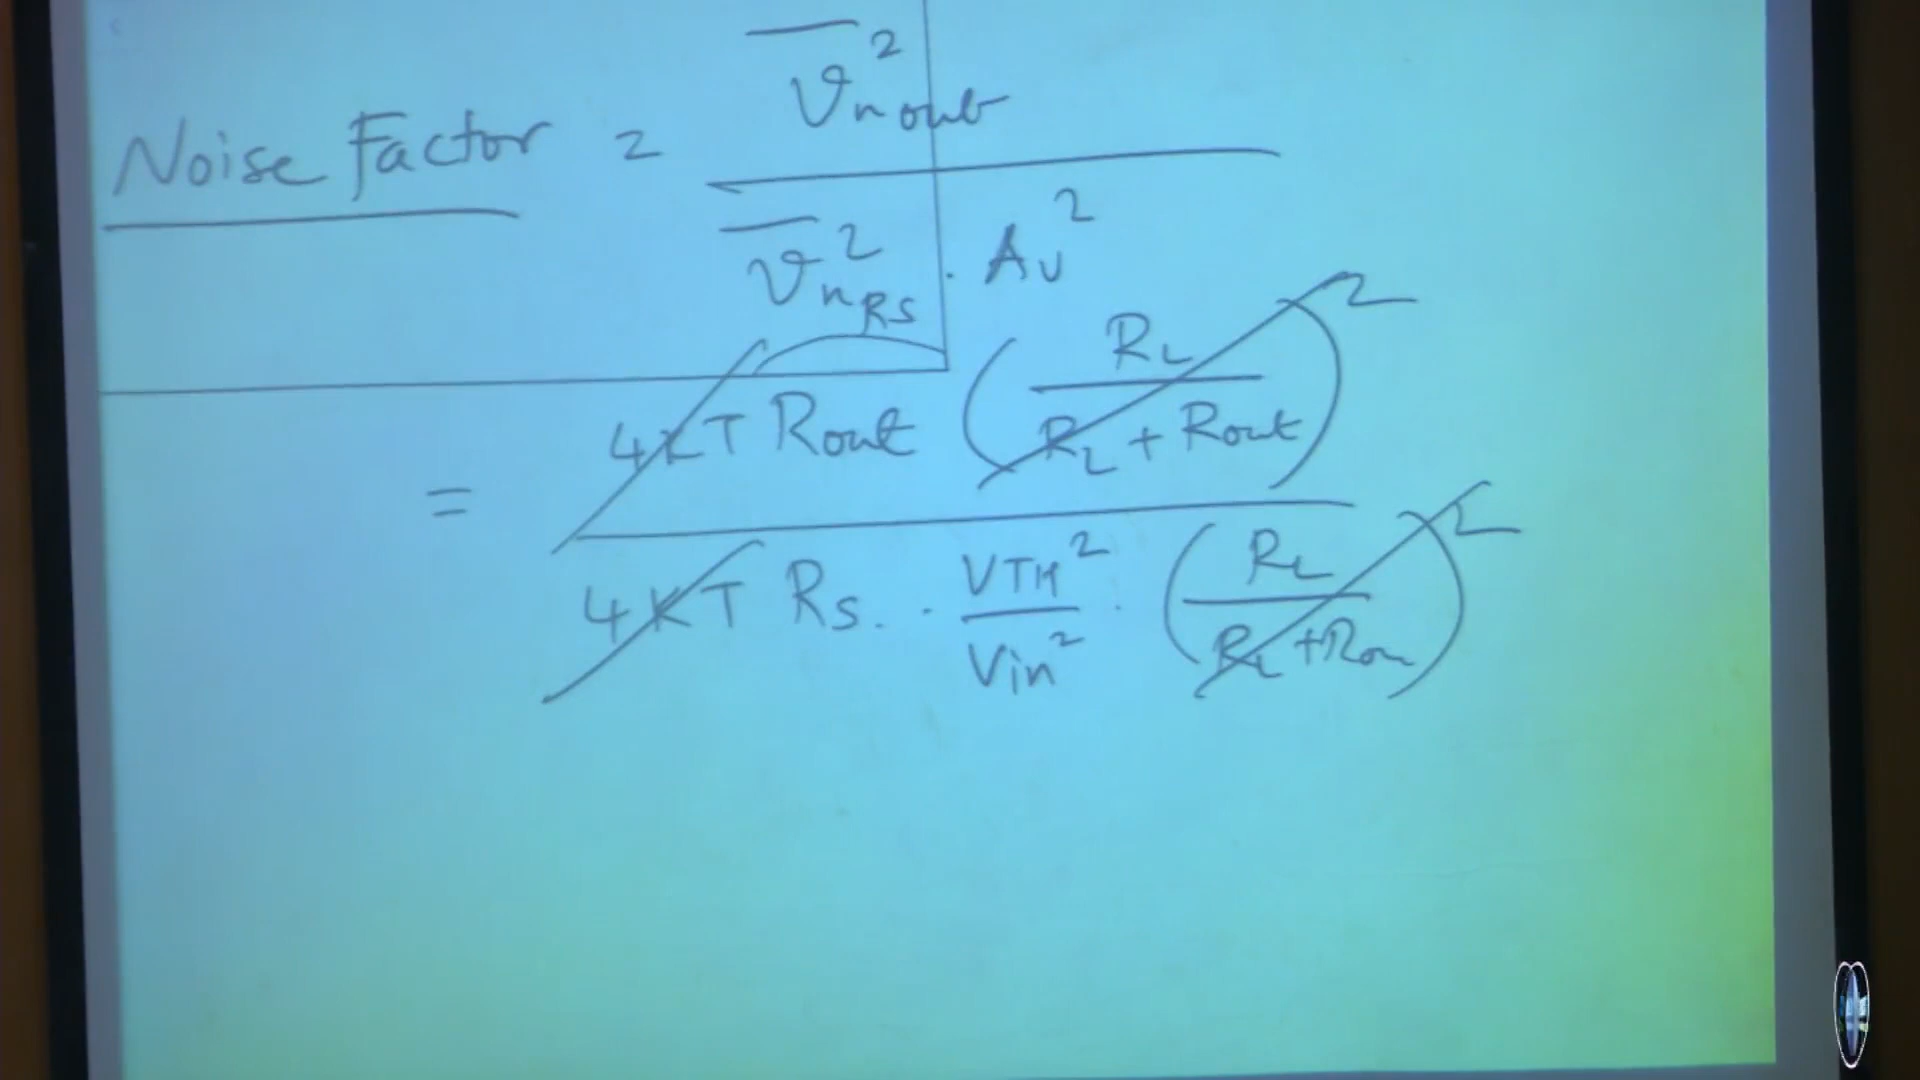 v̄²n out
Noise Factor =
v̄²n RS . Av²
4KT Rout (RL / (RL + Rout))²
=
4KT Rs. . VTH² / Vin² . (RL / (RL + Rou))²